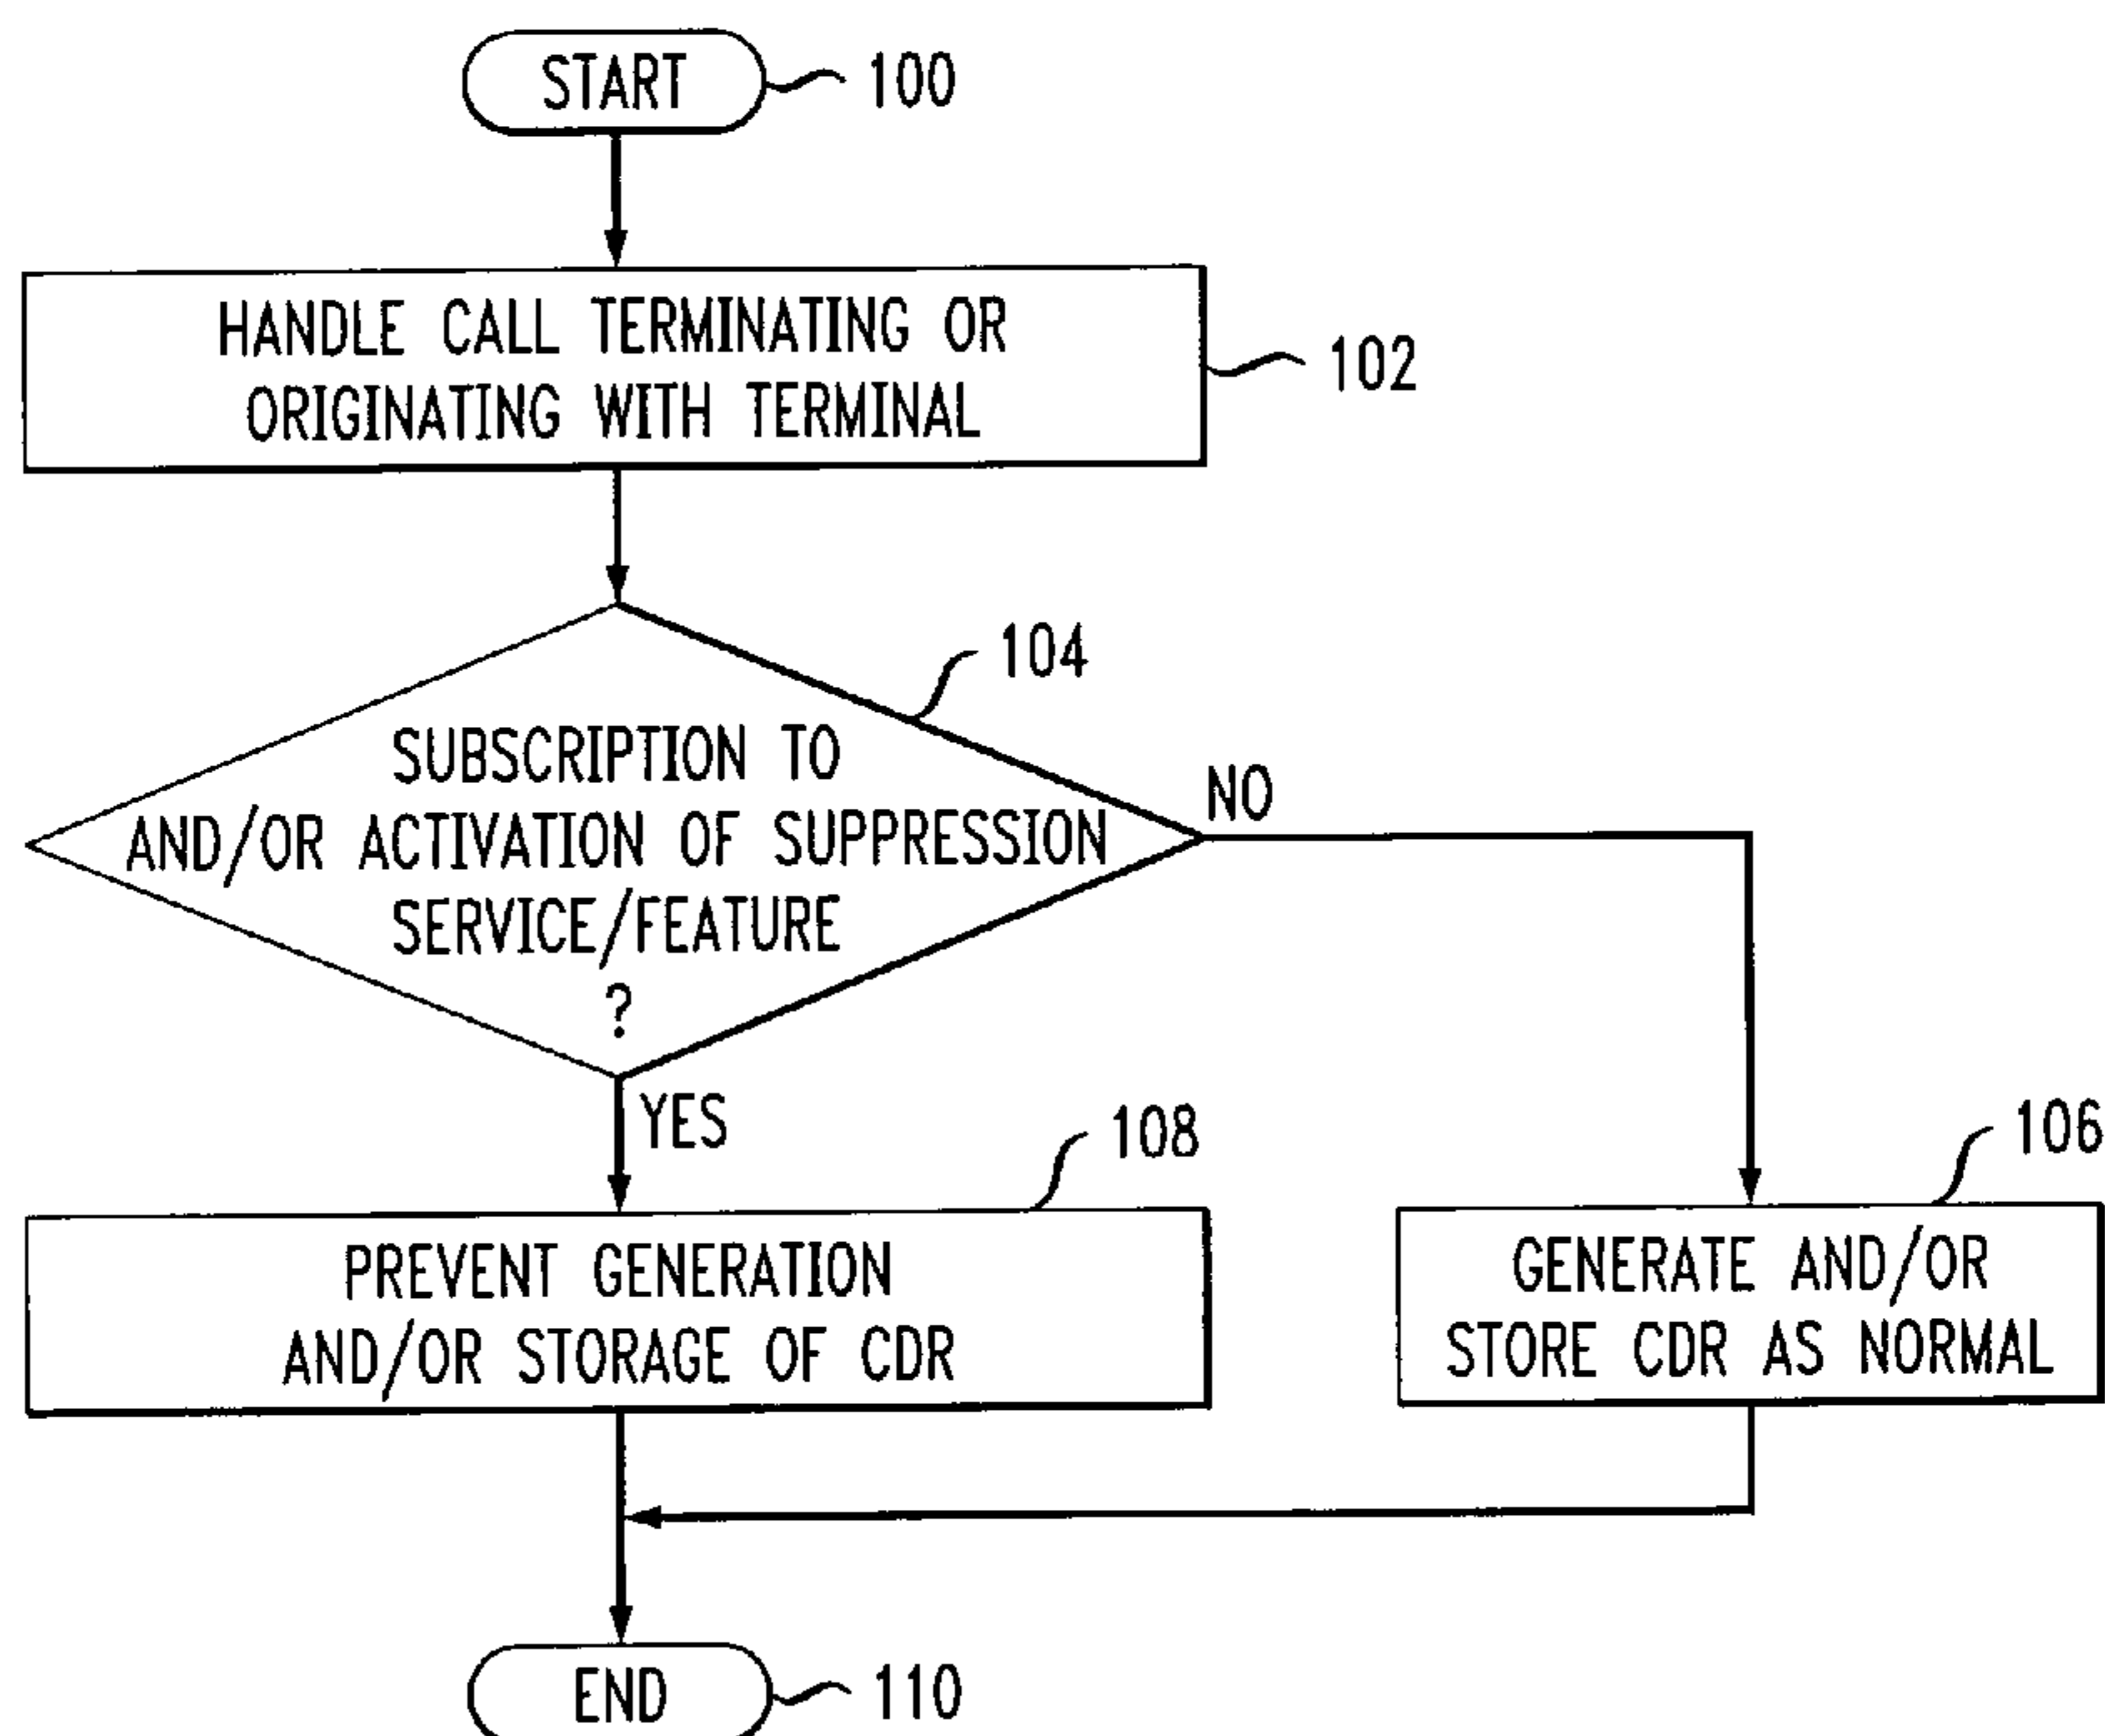 START
100
HANDLE CALL TERMINATING OR
ORIGINATING WITH TERMINAL
102
104
SUBSCRIPTION TO
AND/OR ACTIVATION OF SUPPRESSION
SERVICE/FEATURE
?
NO
YES
108
106
PREVENT GENERATION
AND/OR STORAGE OF CDR
GENERATE AND/OR
STORE CDR AS NORMAL
END
110